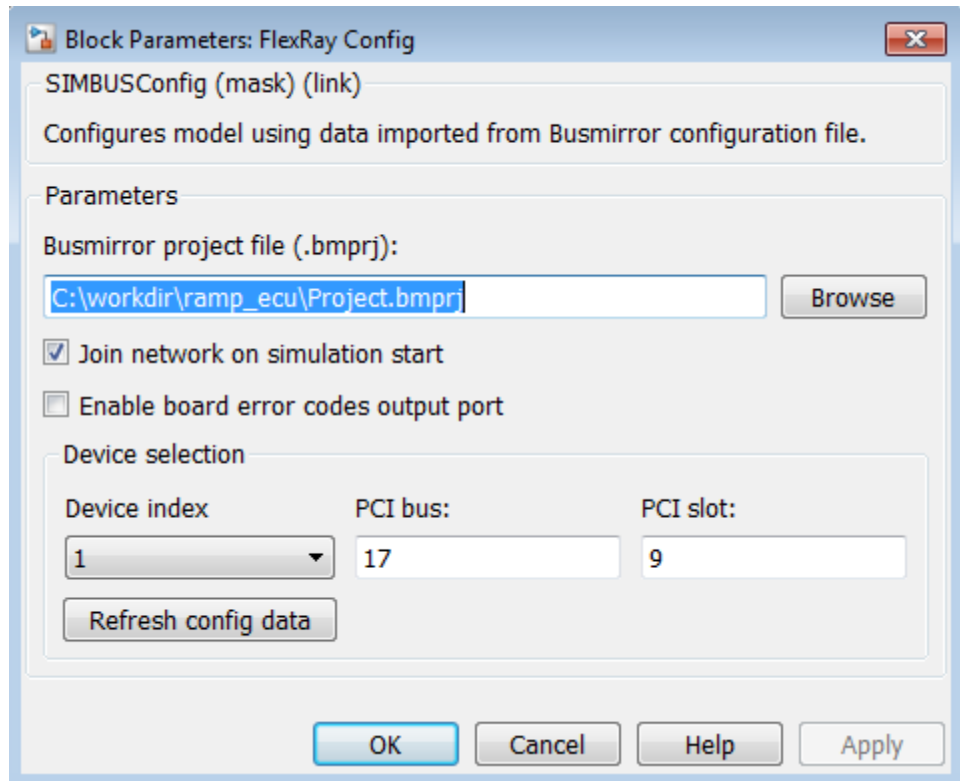 Block Parameters: FlexRay Config
SIMBUSConfig (mask) (link)
Configures model using data imported from Busmirror configuration file.
Parameters
Busmirror project file (.bmprj):
C:\workdir\ramp_ecu\Project.bmprj
Browse
Join network on simulation start
Enable board error codes output port
Device selection
Device index PCI bus: PCI slot:
1 17 9
Refresh config data
OK Cancel Help Apply